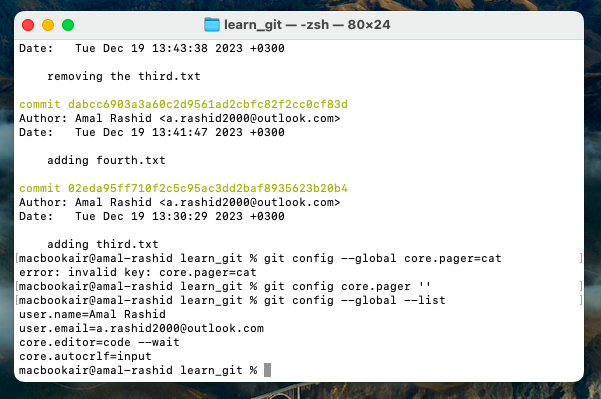 learn_git — -zsh — 80×24
Date:   Tue Dec 19 13:43:38 2023 +0300
    removing the third.txt
commit dabcc6903a3a60c2d9561ad2cbfc82f2cc0cf83d
Author: Amal Rashid <a.rashid2000@outlook.com>
Date:   Tue Dec 19 13:41:47 2023 +0300
    adding fourth.txt
commit 02eda95ff710f2c5c95ac3dd2baf8935623b20b4
Author: Amal Rashid <a.rashid2000@outlook.com>
Date:   Tue Dec 19 13:30:29 2023 +0300
    adding third.txt
[macbookair@amal-rashid learn_git % git config --global core.pager=cat ]
error: invalid key: core.pager=cat
[macbookair@amal-rashid learn_git % git config core.pager '' ]
[macbookair@amal-rashid learn_git % git config --global --list ]
user.name=Amal Rashid
user.email=a.rashid2000@outlook.com
core.editor=code --wait
core.autocrlf=input
macbookair@amal-rashid learn_git %